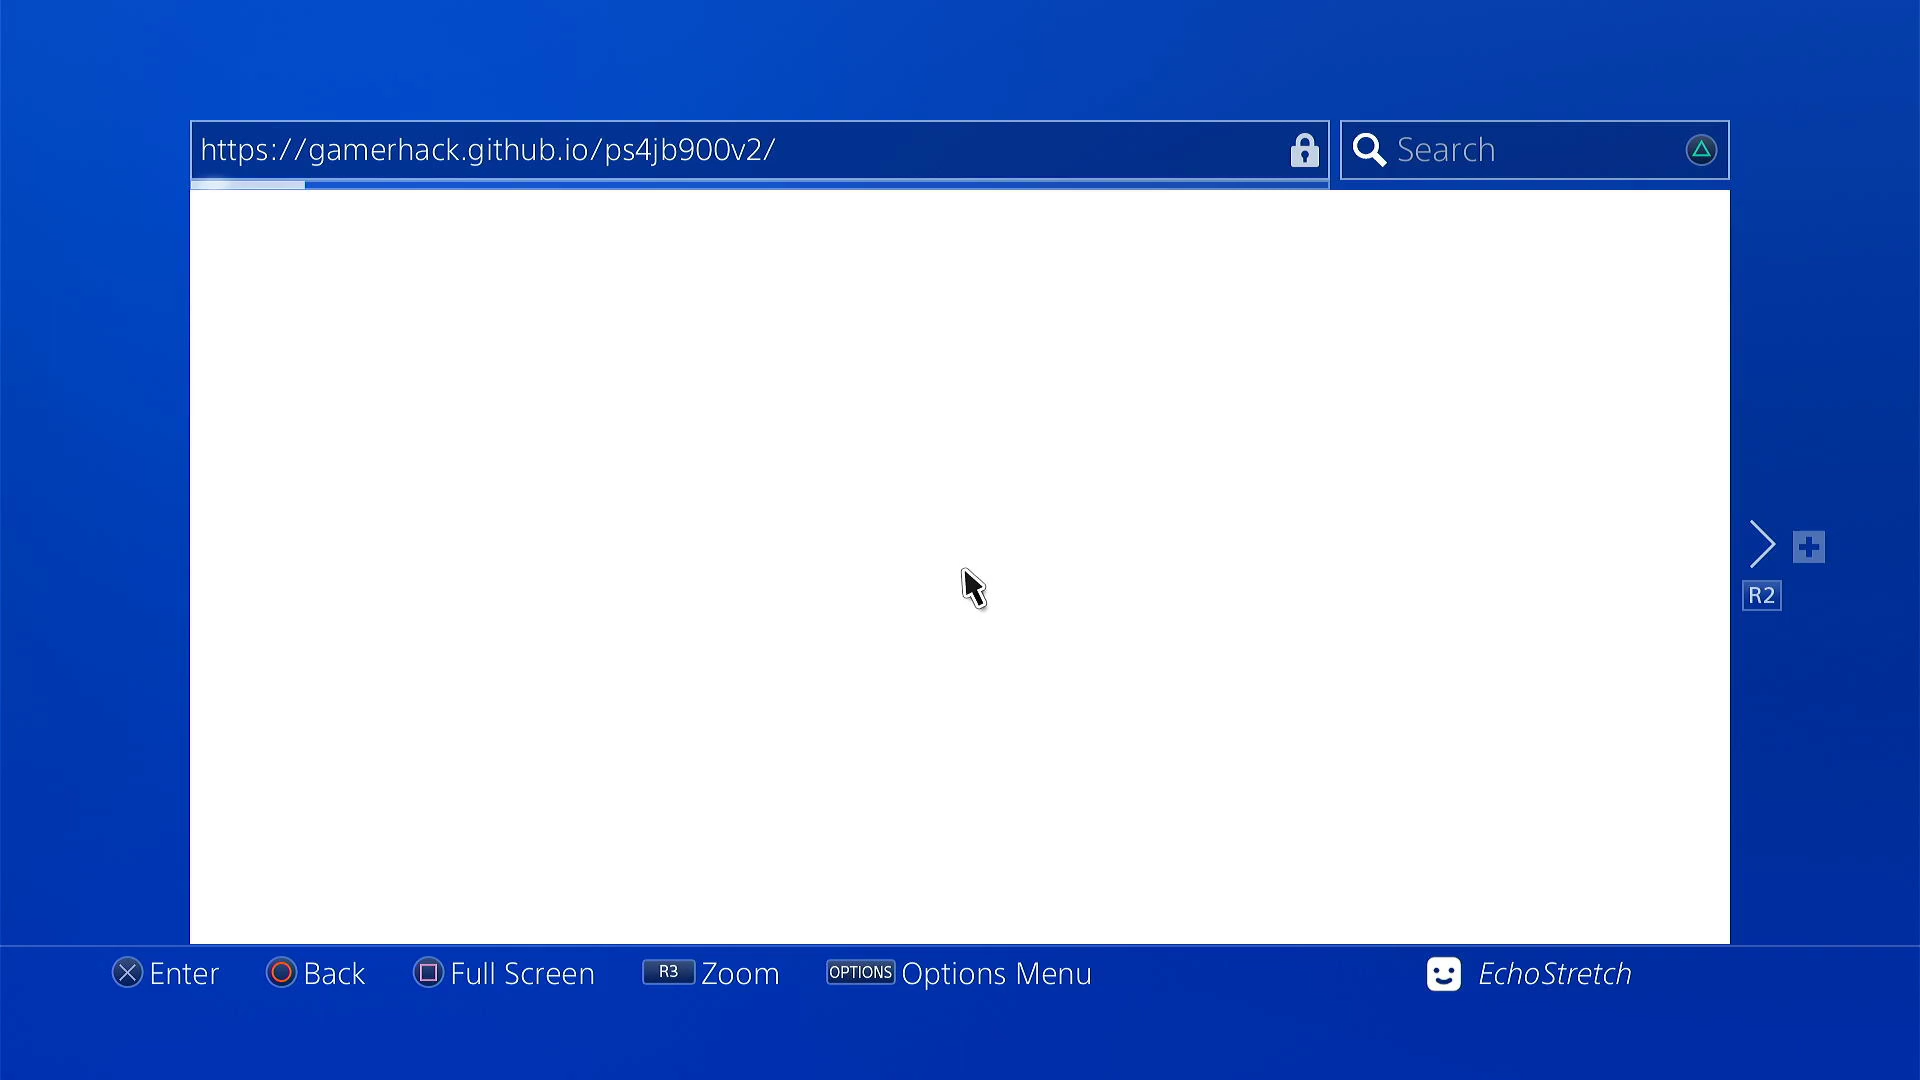 https://gamerhack.github.io/ps4jb900v2/
Search
R2
Enter
Back
Full Screen
R3 Zoom
OPTIONS Options Menu
EchoStretch